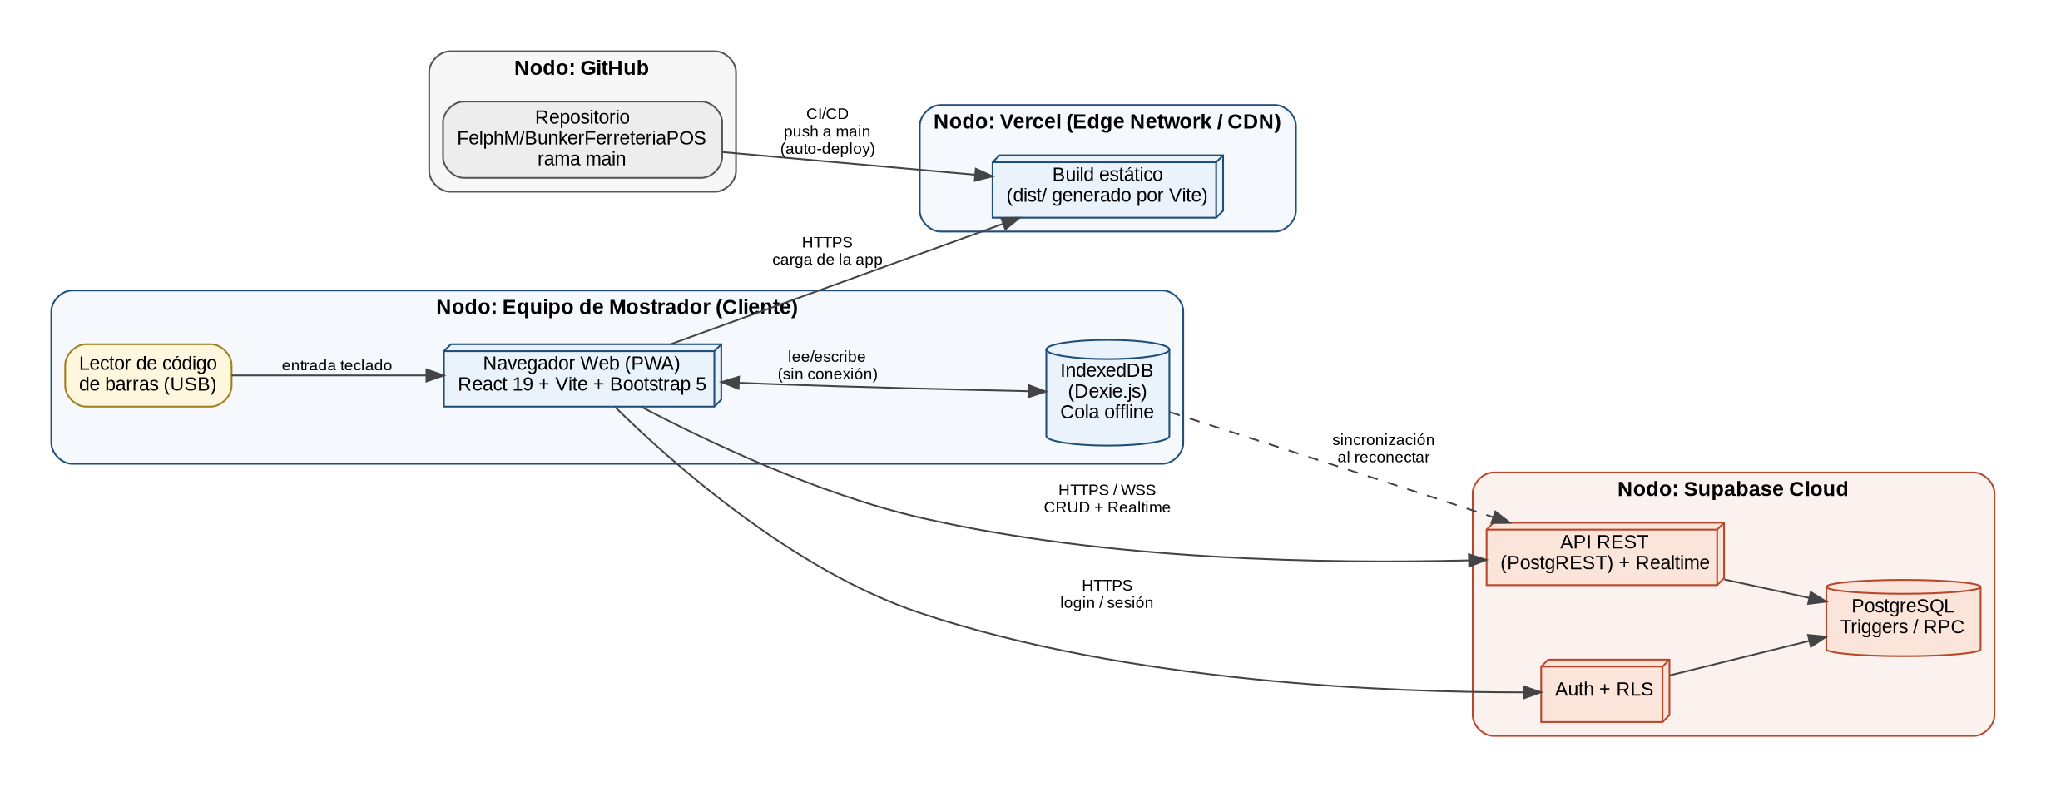 Nodo: GitHub
Repositorio
FelphM/BunkerFerreteriaPOS
rama main
CI/CD
push a main
(auto-deploy)
Nodo: Vercel (Edge Network / CDN)
Build estático
(dist/ generado por Vite)
HTTPS
carga de la app
Nodo: Equipo de Mostrador (Cliente)
Lector de código
de barras (USB)
entrada teclado
Navegador Web (PWA)
React 19 + Vite + Bootstrap 5
lee/escribe
(sin conexión)
IndexedDB
(Dexie.js)
Cola offline
sincronización
al reconectar
HTTPS / WSS
CRUD + Realtime
HTTPS
login / sesión
Nodo: Supabase Cloud
API REST
(PostgREST) + Realtime
PostgreSQL
Triggers / RPC
Auth + RLS